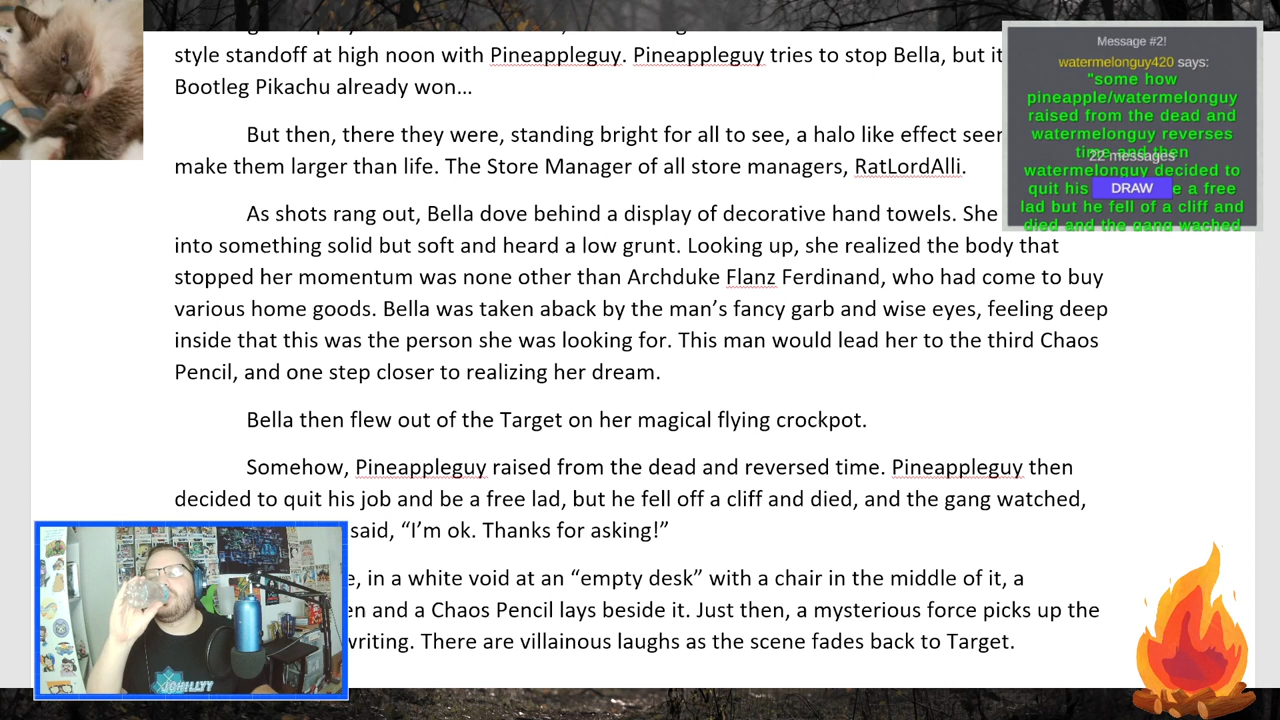 style standoff at high noon with Pineappleguy. Pineappleguy tries to stop Bella, but it
Bootleg Pikachu already won…
But then, there they were, standing bright for all to see, a halo like effect
make them larger than life. The Store Manager of all store managers, RatLordAlli.
As shots rang out, Bella dove behind a display of decorative hand towels. She
into something solid but soft and heard a low grunt. Looking up, she realized the body that
stopped her momentum was none other than Archduke Flanz Ferdinand, who had come to buy
various home goods. Bella was taken aback by the man’s fancy garb and wise eyes, feeling deep
inside that this was the person she was looking for. This man would lead her to the third Chaos
Pencil, and one step closer to realizing her dream.
Bella then flew out of the Target on her magical flying crockpot.
Somehow, Pineappleguy raised from the dead and reversed time. Pineappleguy then
decided to quit his job and be a free lad, but he fell off a cliff and died, and the gang watched,
said, “I’m ok. Thanks for asking!”
in a white void at an “empty desk” with a chair in the middle of it, a
and a Chaos Pencil lays beside it. Just then, a mysterious force picks up the
writing. There are villainous laughs as the scene fades back to Target.
Message #2!
watermelonguy420 says:
"some how
pineapple/watermelonguy
raised from the dead and
watermelonguy reverses
time and then
22 messages
watermelonguy decided to
quit his e a free
DRAW
lad but he fell of a cliff and
died and the gang wached